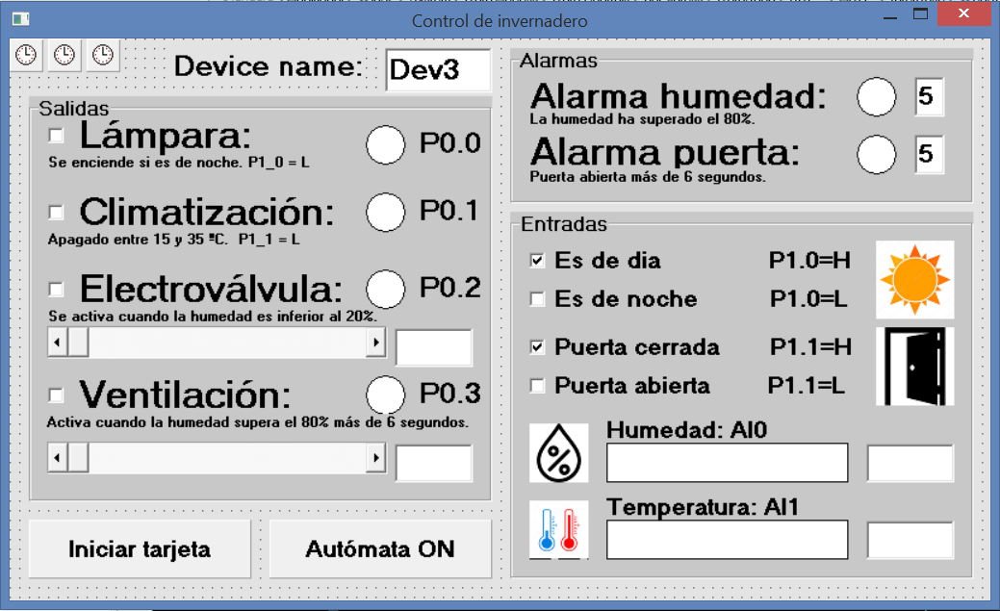 Control de invernadero
Device name: Dev3
Salidas
Lámpara: P0.0
Se enciende si es de noche. P1_0 = L
Climatización: P0.1
Apagado entre 15 y 35 ºC. P1_1 = L
Electroválvula: P0.2
Se activa cuando la humedad es inferior al 20%.
Ventilación: P0.3
Activa cuando la humedad supera el 80% más de 6 segundos.
Iniciar tarjeta
Autómata ON
Alarmas
Alarma humedad: 5
La humedad ha superado el 80%.
Alarma puerta: 5
Puerta abierta más de 6 segundos.
Entradas
Es de dia P1.0=H
Es de noche P1.0=L
Puerta cerrada P1.1=H
Puerta abierta P1.1=L
Humedad: AI0
%
Temperatura: AI1